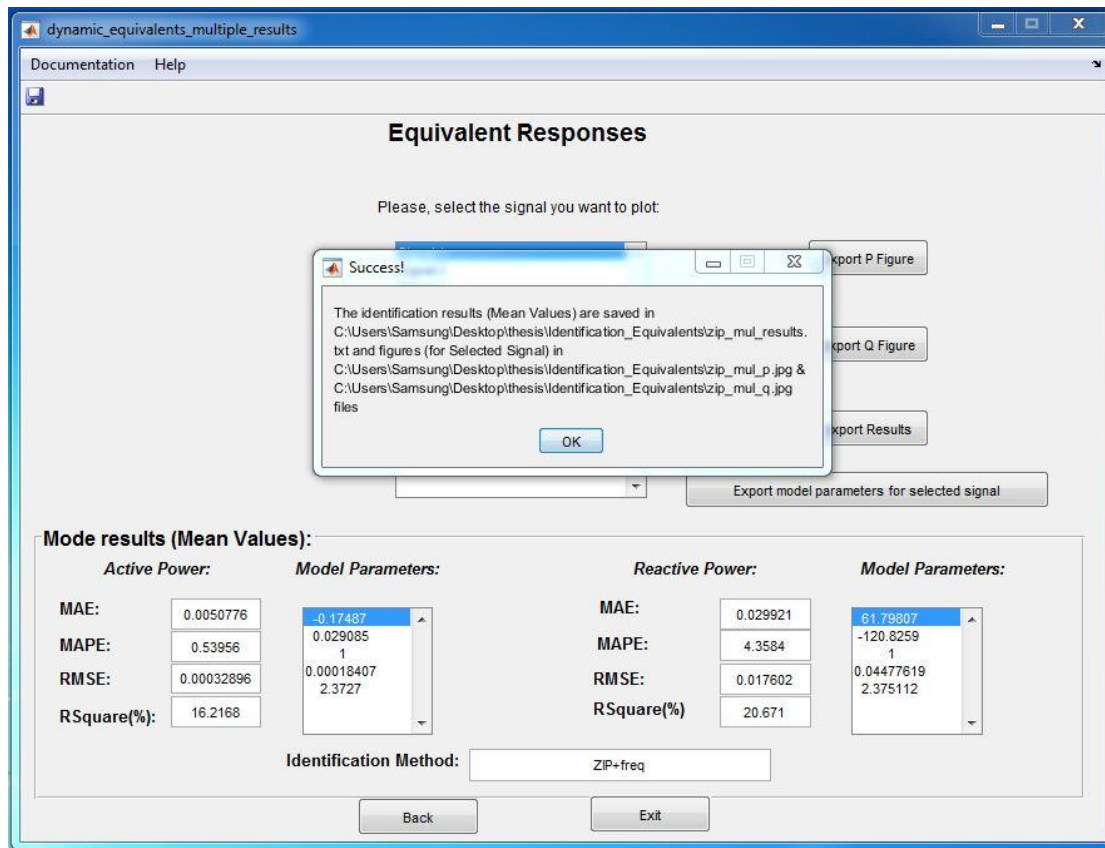 dynamic_equivalents_multiple_results
Documentation Help
Equivalent Responses
Please, select the signal you want to plot:
xport P Figure
Success!
The identification results (Mean Values) are saved in
C:\Users\Samsung\Desktop\thesis\Identification_Equivalents\zip_mul_results.
txt and figures (for Selected Signal) in
C:\Users\Samsung\Desktop\thesis\Identification_Equivalents\zip_mul_p.jpg &
C:\Users\Samsung\Desktop\thesis\Identification_Equivalents\zip_mul_q.jpg
files
OK
xport Q Figure
xport Results
Export model parameters for selected signal
Mode results (Mean Values):
Active Power: Model Parameters: Reactive Power: Model Parameters:
MAE: 0.0050776
MAPE: 0.53956
RMSE: 0.00032896
RSquare(%): 16.2168
-0.17487
0.029085
1
0.00018407
2.3727
MAE: 0.029921
MAPE: 4.3584
RMSE: 0.017602
RSquare(%) 20.671
61.79807
-120.8259
1
0.04477619
2.375112
Identification Method: ZIP+freq
Back Exit